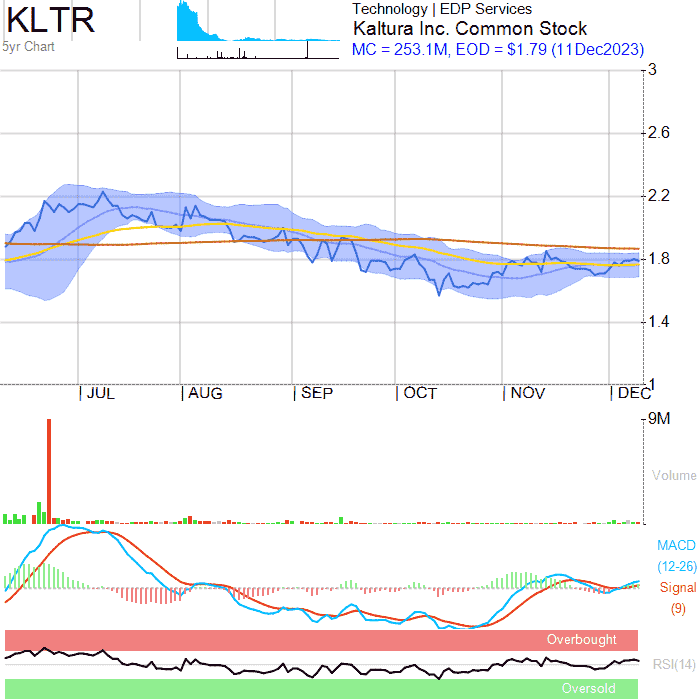 KLTR
5yr Chart
Technology | EDP Services
Kaltura Inc. Common Stock
MC = 253.1M, EOD = $1.79 (11Dec2023)
3
2.6
2.2
1.8
1.4
1
| JUL | AUG | SEP | OCT | NOV | DEC
9M
Volume
MACD
(12-26)
Signal
(9)
Overbought
RSI(14)
Oversold